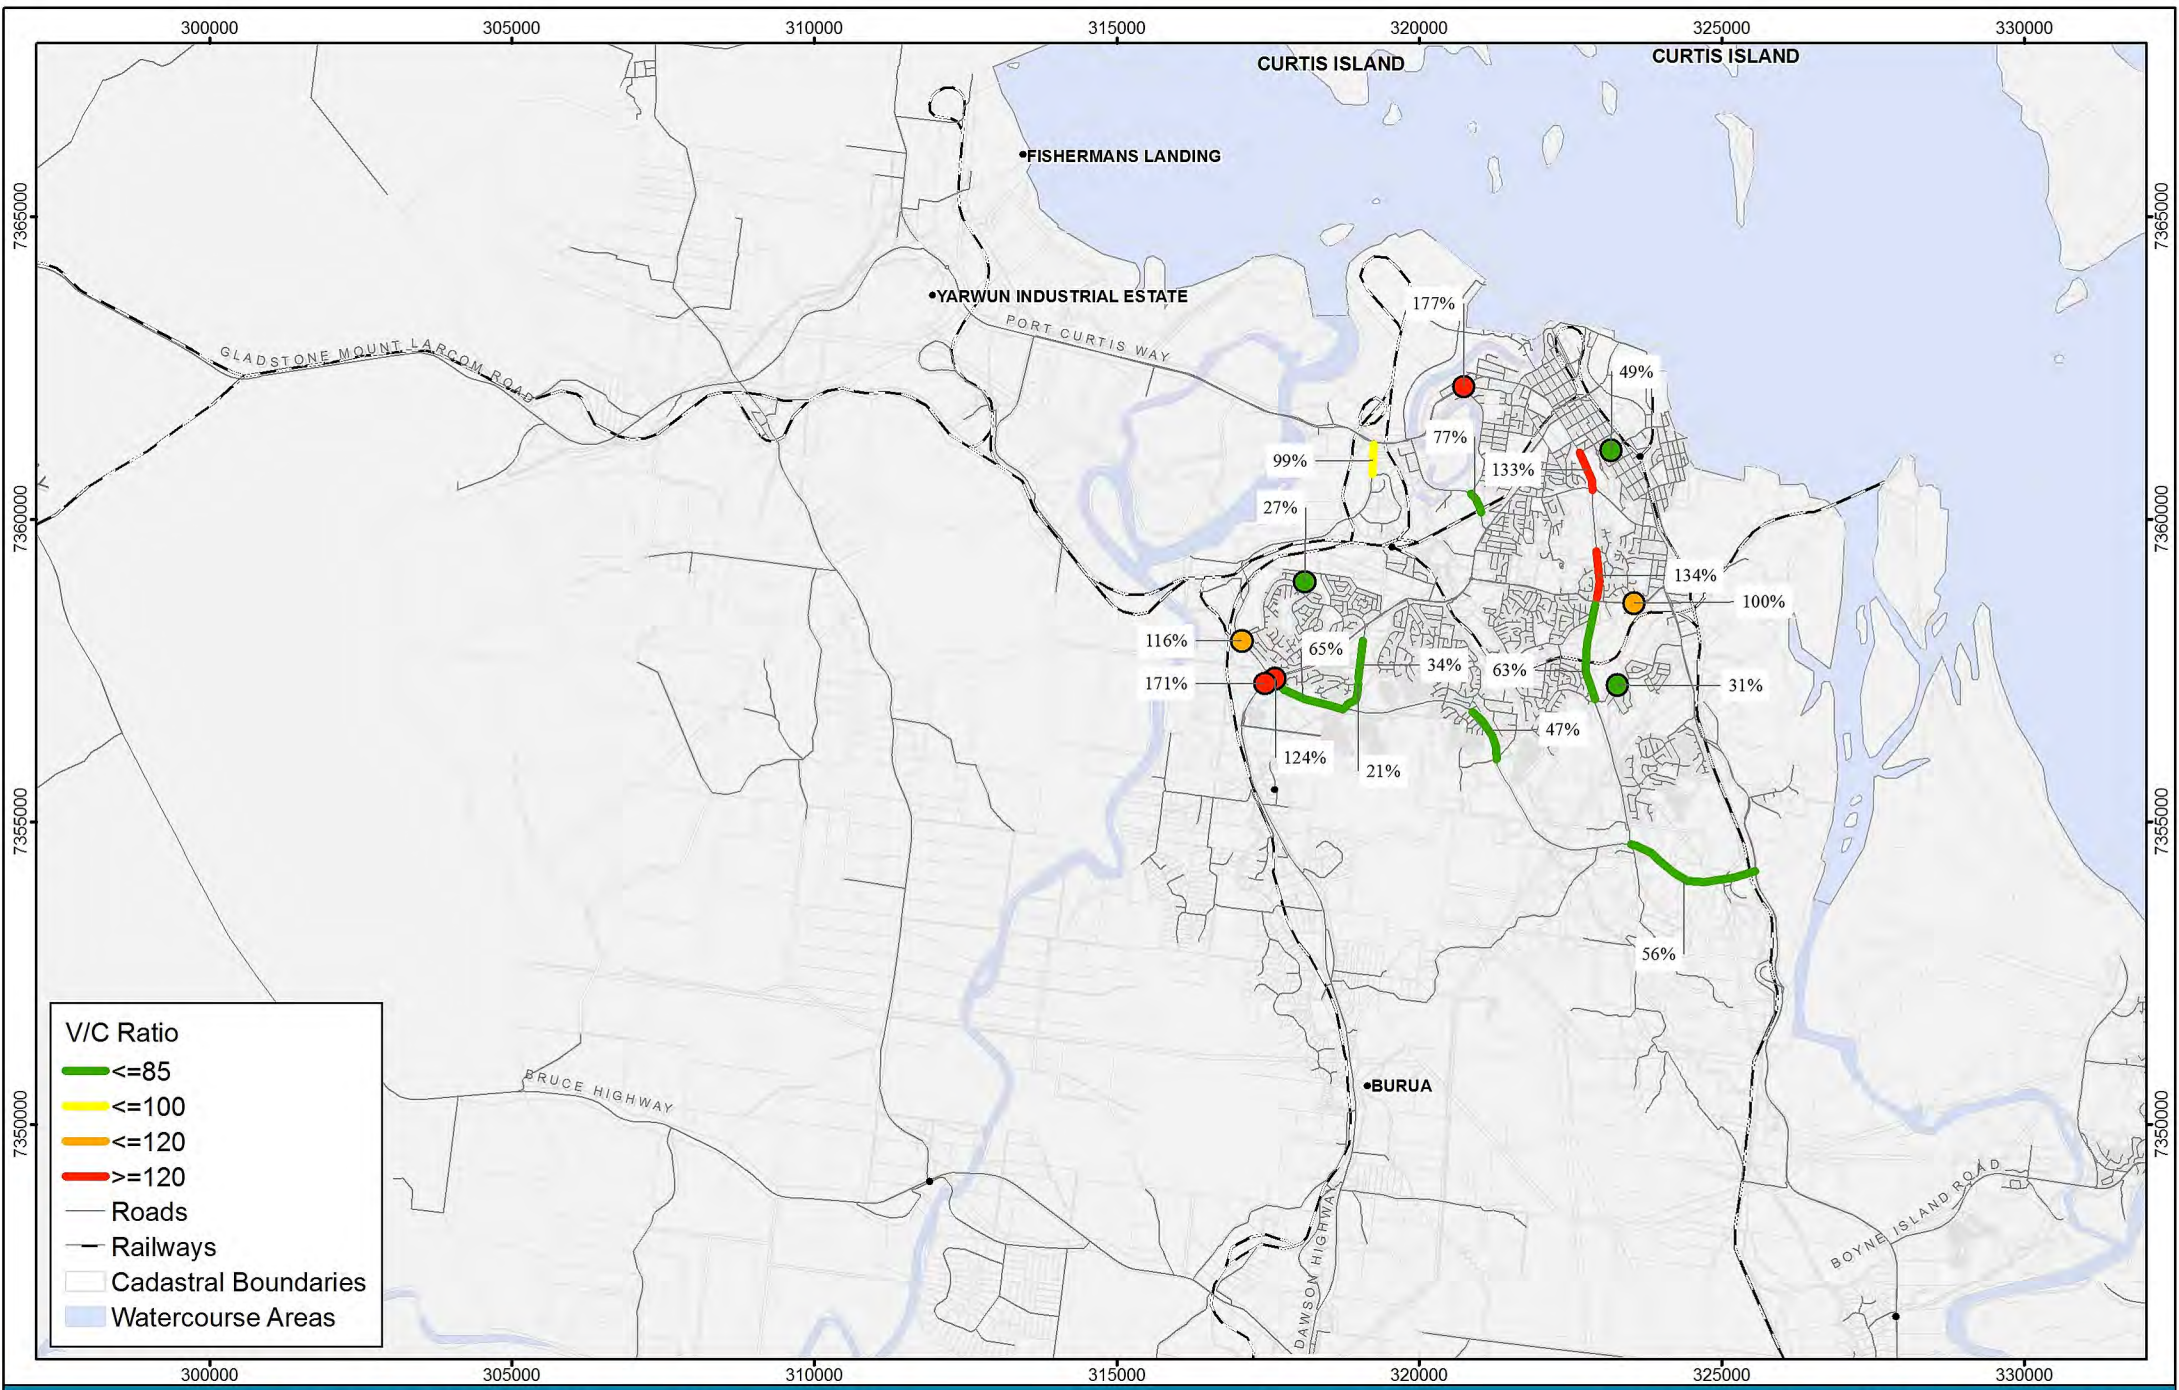 300000 305000 310000 315000 320000 325000 330000
CURTIS ISLAND
CURTIS ISLAND
FISHERMANS LANDING
7365000
7365000
YARWUN INDUSTRIAL ESTATE
177%
PORT CURTIS WAY
GLADSTONE MOUNT LARCOM ROAD
49%
77%
99%
133%
27%
7360000
7360000
134%
100%
116%
65%
34%
63%
171%
31%
47%
124%
21%
7355000
7355000
56%
V/C Ratio
<=85
<=100
<=120
>=120
Roads
Railways
Cadastral Boundaries
Watercourse Areas
BRUCE HIGHWAY
BURUA
7350000
7350000
BOYNE ISLAND ROAD
DAWSON HIGHWAY
300000 305000 310000 315000 320000 325000 330000